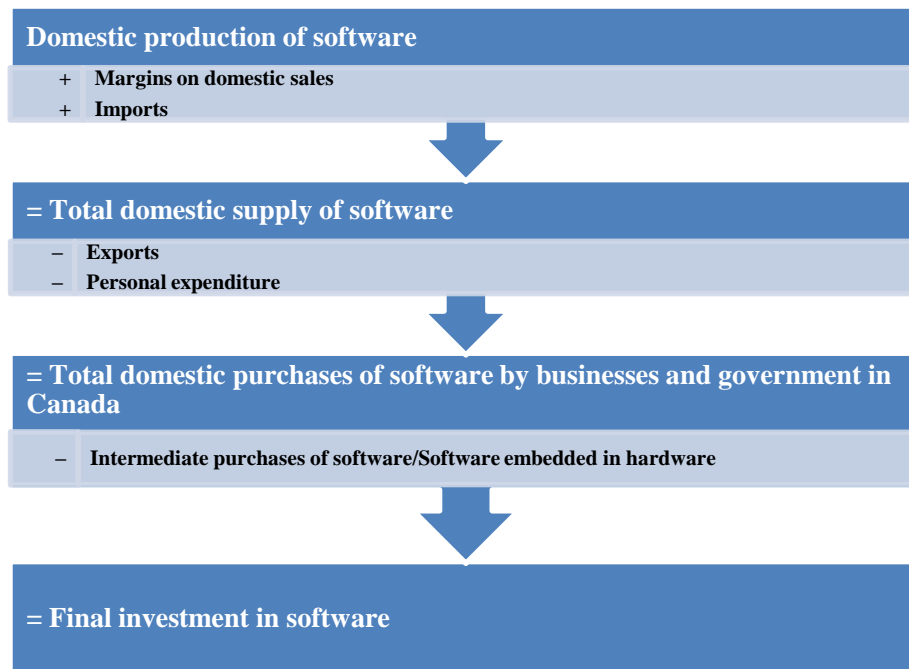 Domestic production of software
+ Margins on domestic sales
+ Imports
= Total domestic supply of software
– Exports
– Personal expenditure
= Total domestic purchases of software by businesses and government in
Canada
– Intermediate purchases of software/Software embedded in hardware
= Final investment in software